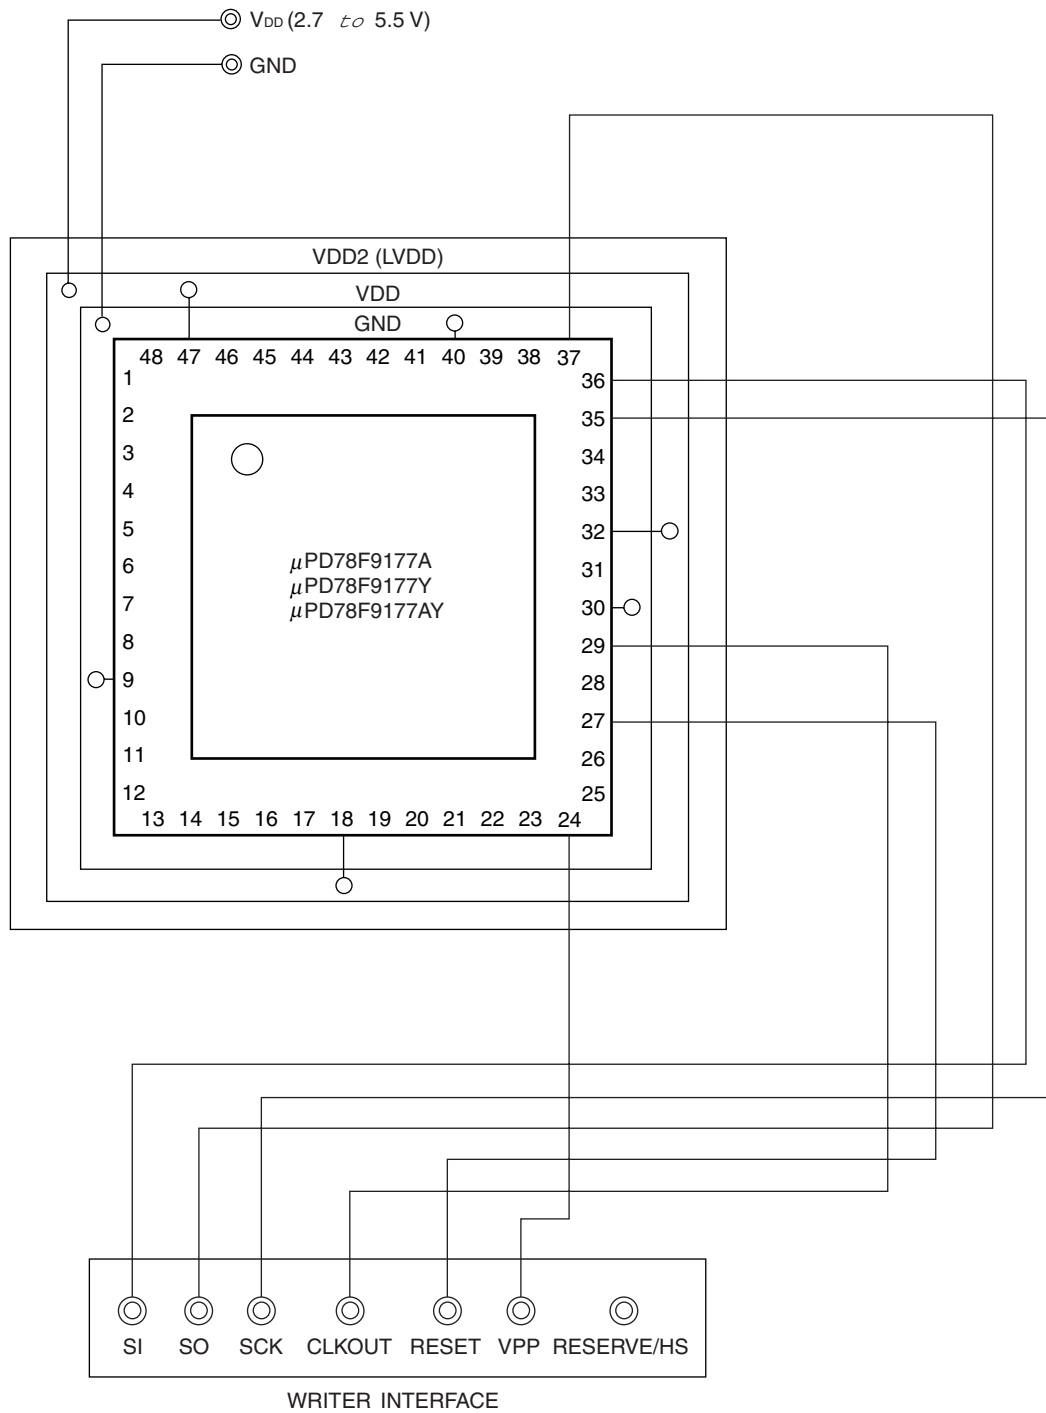 VDD (2.7 to 5.5 V)
GND
VDD2 (LVDD)
VDD
GND
48 47 46 45 44 43 42 41 40 39 38 37
1
2
3
4
5
6
7
8
9
10
11
12
36
35
34
33
32
31
30
29
28
27
26
25
μPD78F9177A
μPD78F9177Y
μPD78F9177AY
13 14 15 16 17 18 19 20 21 22 23 24
SI SO SCK CLKOUT RESET VPP RESERVE/HS
WRITER INTERFACE